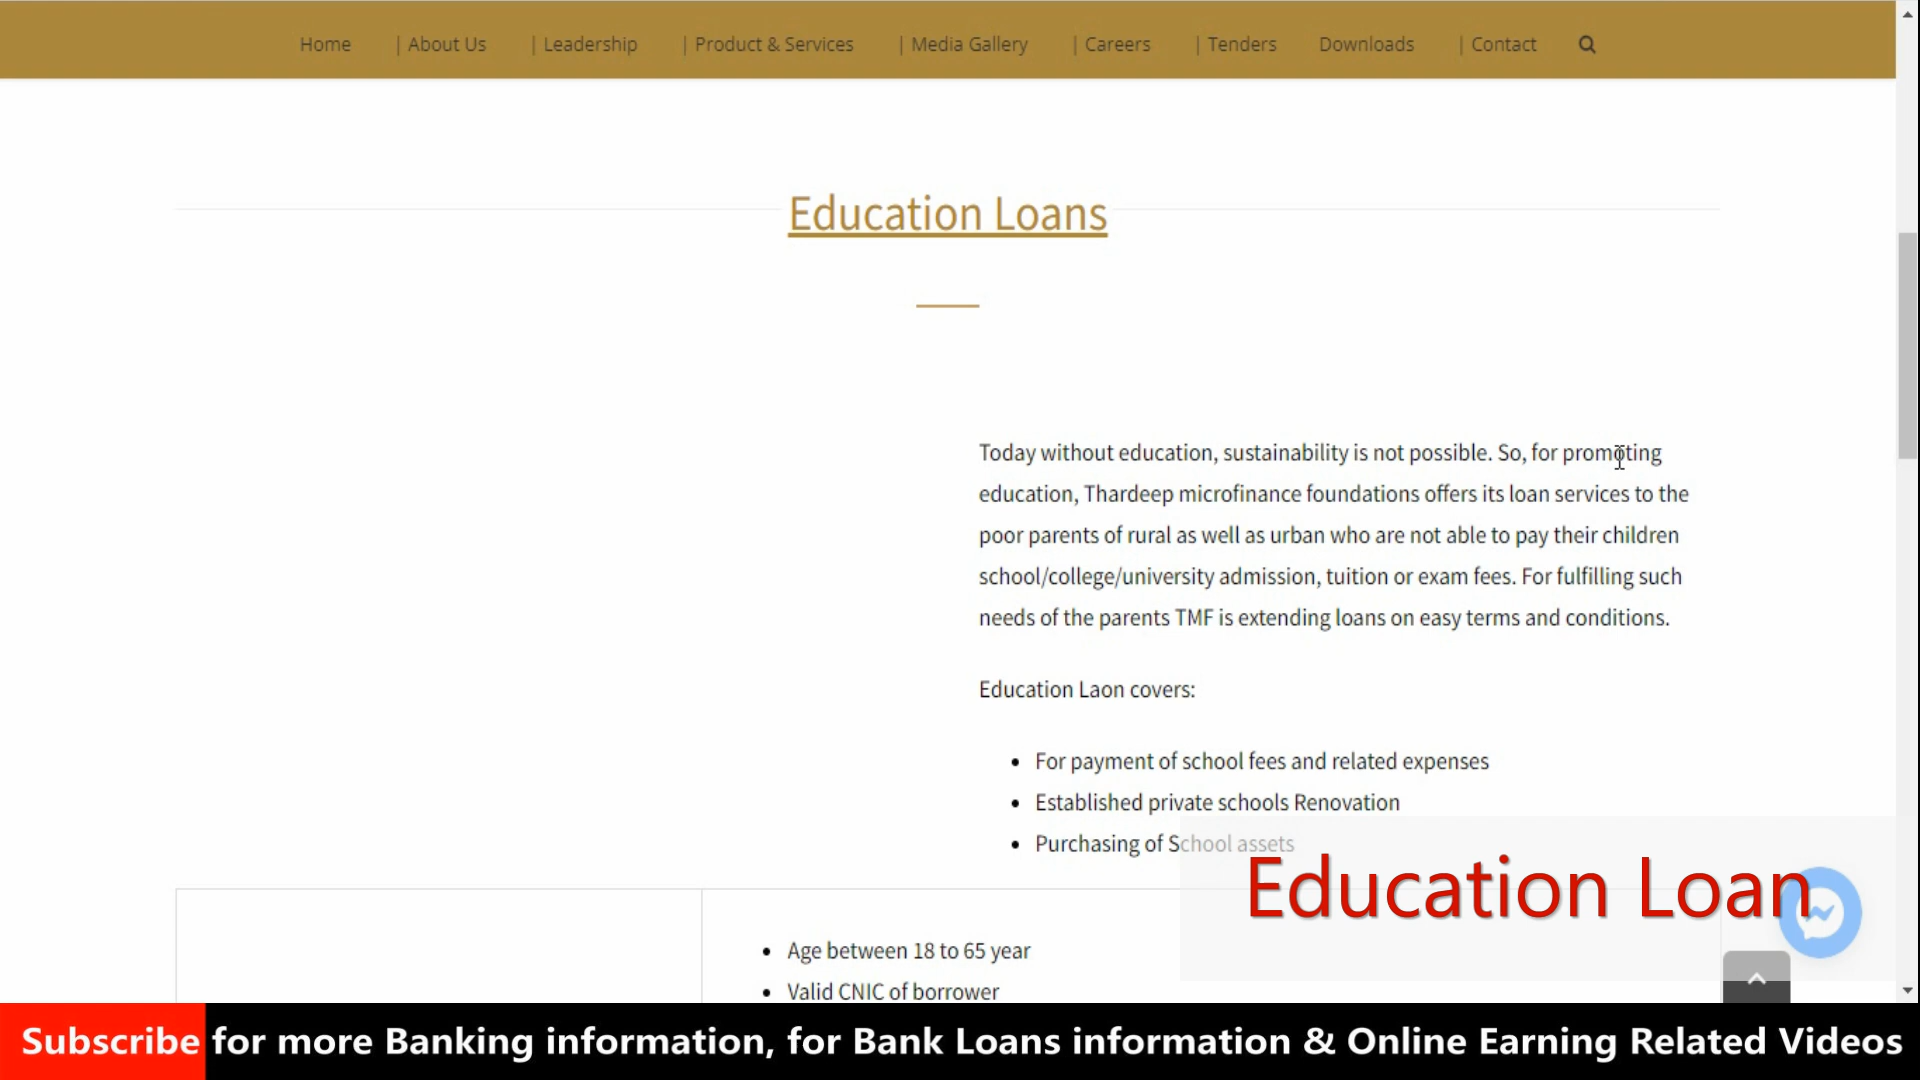 Home | About Us | Leadership | Product & Services | Media Gallery | Careers | Tenders Downloads | Contact
Education Loans
Today without education, sustainability is not possible. So, for promoting
education, Thardeep microfinance foundations offers its loan services to the
poor parents of rural as well as urban who are not able to pay their children
school/college/university admission, tuition or exam fees. For fulfilling such
needs of the parents TMF is extending loans on easy terms and conditions.
Education Laon covers:
• For payment of school fees and related expenses
• Established private schools Renovation
• Purchasing of School assets
Education Loan
• Age between 18 to 65 year
• Valid CNIC of borrower
Subscribe for more Banking information, for Bank Loans information & Online Earning Related Videos